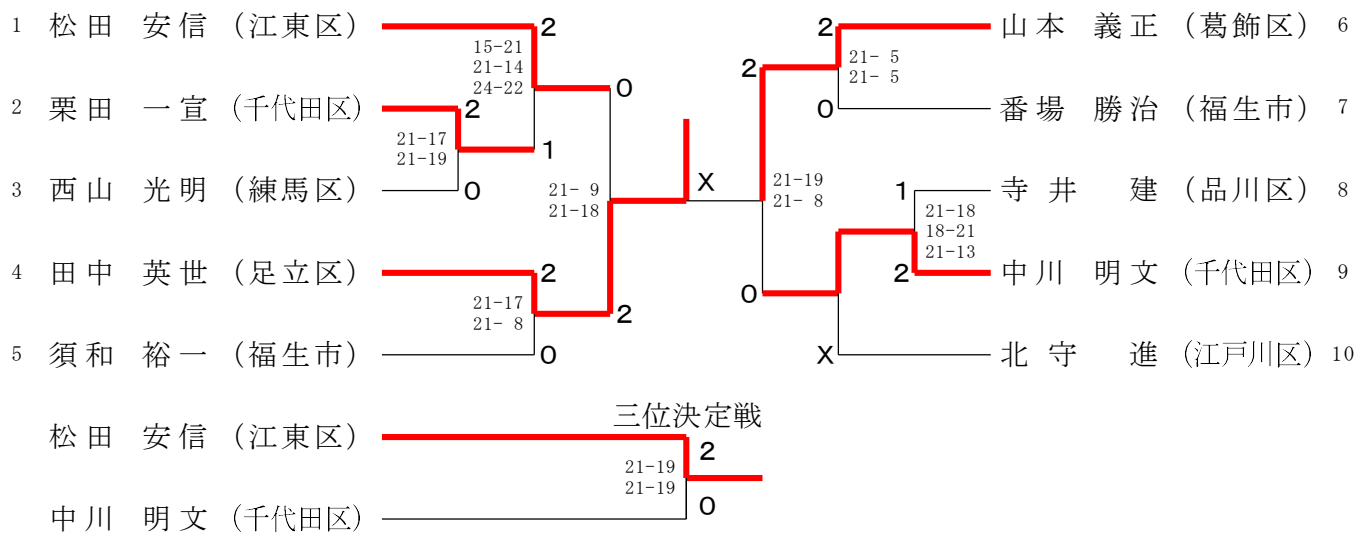 1 松田 安信 (江東区) 2 2 山本 義正 (葛飾区) 6
15-21
21-14
24-22
21- 5
21- 5
0 2
2 栗田 一宣 (千代田区) 2 0 番場 勝治 (福生市) 7
21-17
21-19
1
3 西山 光明 (練馬区) 0 1 寺井 建 (品川区) 8
21- 9
21-18
X
21-19
21- 8
21-18
18-21
21-13
4 田中 英世 (足立区) 2 2 中川 明文 (千代田区) 9
21-17
21- 8
2 0
5 須和 裕一 (福生市) 0 X 北守 進 (江戸川区) 10
三位決定戦
松田 安信 (江東区) 2
21-19
21-19
中川 明文 (千代田区) 0